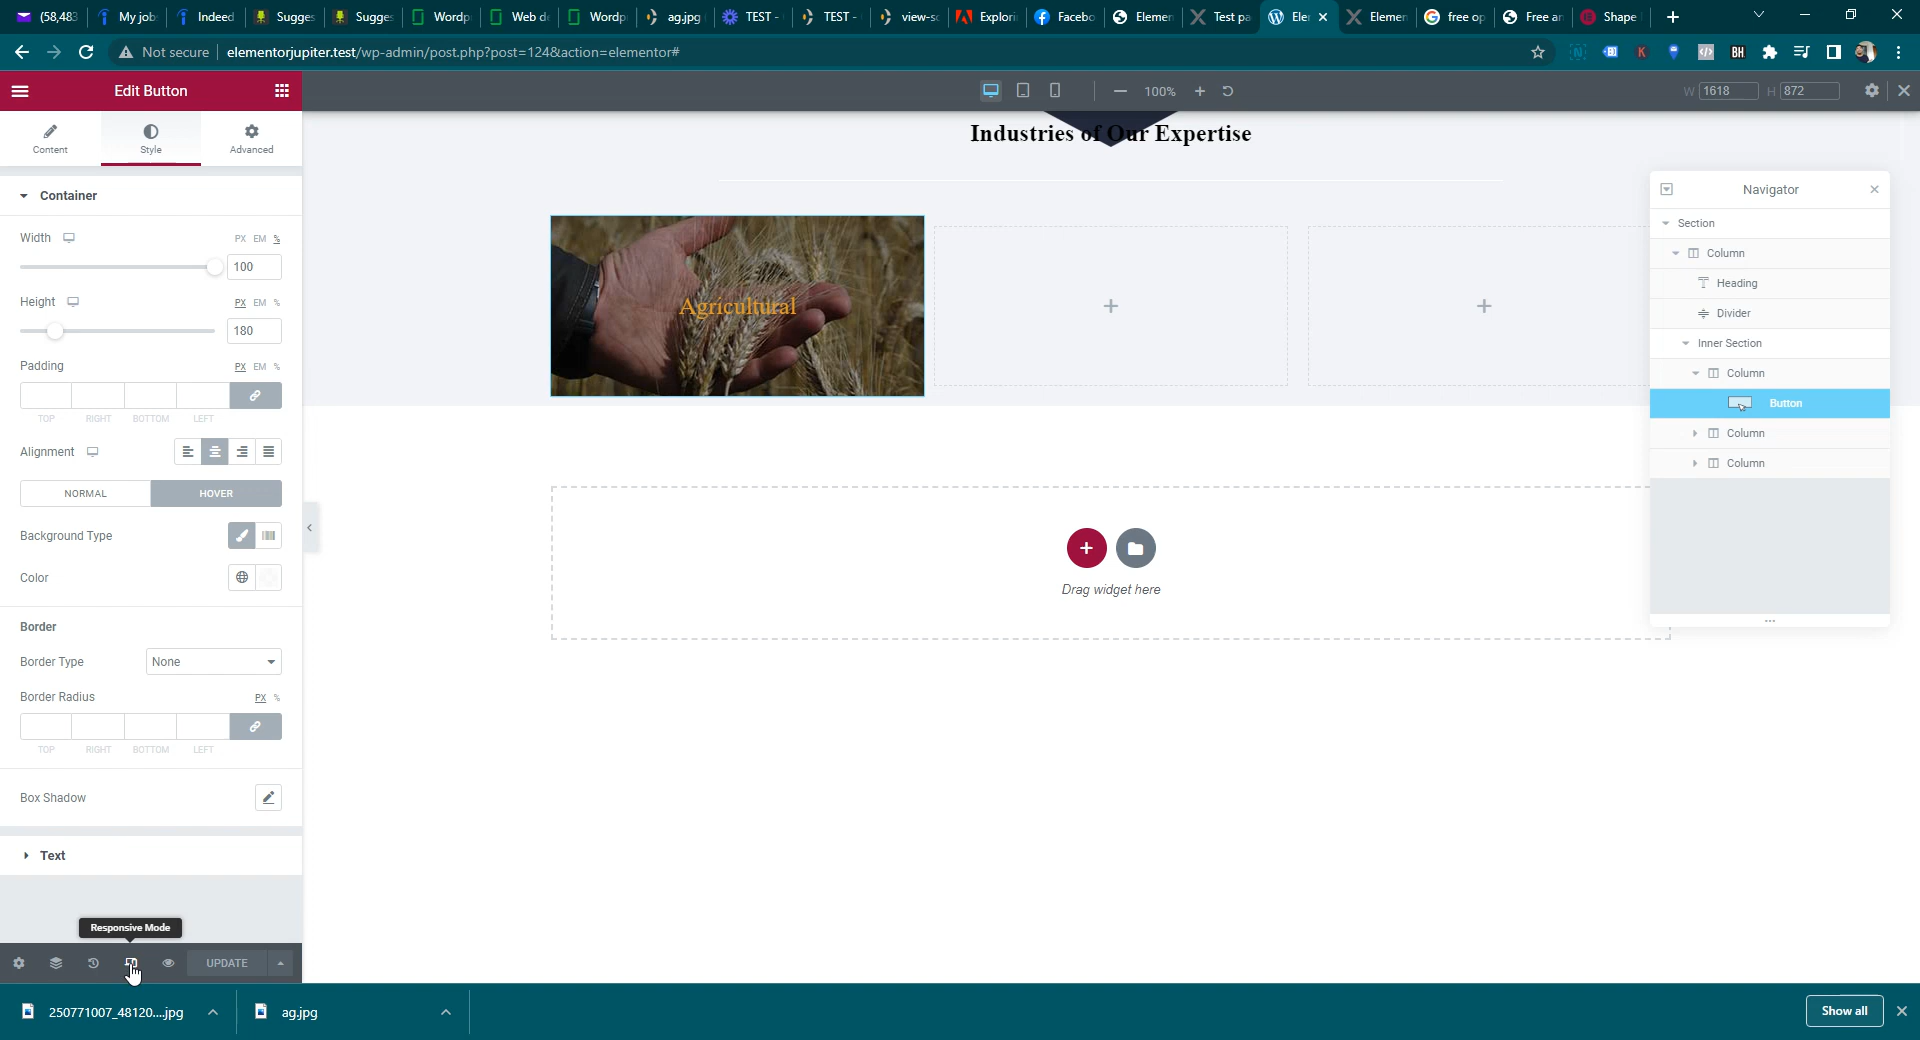 (58,483
My job
Indeed
Sugges
Sugges
Wordp
Web de
Wordp
ag.jpg
TEST -
TEST -
view-sc
Explori
Facebo
Elemen
Test pa
Ele
Elemen
free op
Free an
Shape
Not secure
elementorjupiter.test/wp-admin/post.php?post=124&action=elementor#
BH
Edit Button
100%
W 1618 H 872
Content
Style
Advanced
Container
Width
PX EM %
100
Height
PX EM %
180
Padding
PX EM %
TOP RIGHT BOTTOM LEFT
Alignment
NORMAL HOVER
Background Type
Color
Border
Border Type
None
Border Radius
PX %
TOP RIGHT BOTTOM LEFT
Box Shadow
Text
Responsive Mode
UPDATE
Industries of Our Expertise
Agricultural
Drag widget here
Navigator
Section
Column
Heading
Divider
Inner Section
Column
Button
Column
Column
250771007_48120....jpg
ag.jpg
Show all